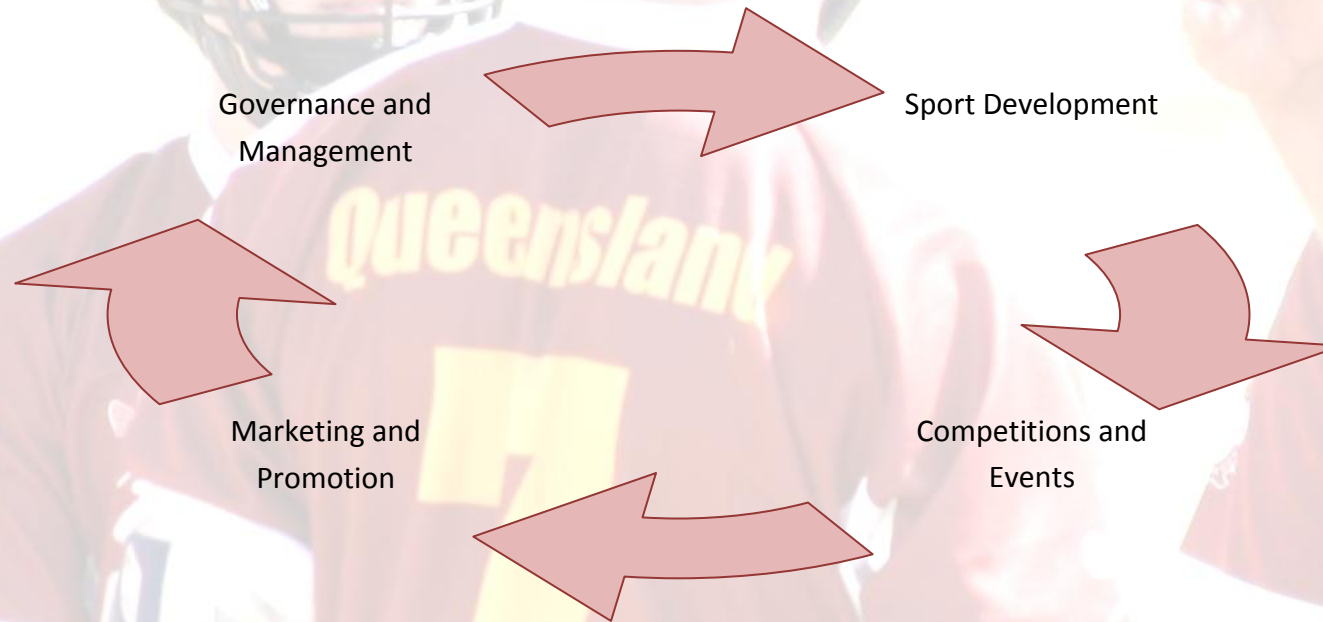 Governance and
Management
Sport Development
Queensland
7
Marketing and
Promotion
Competitions and
Events